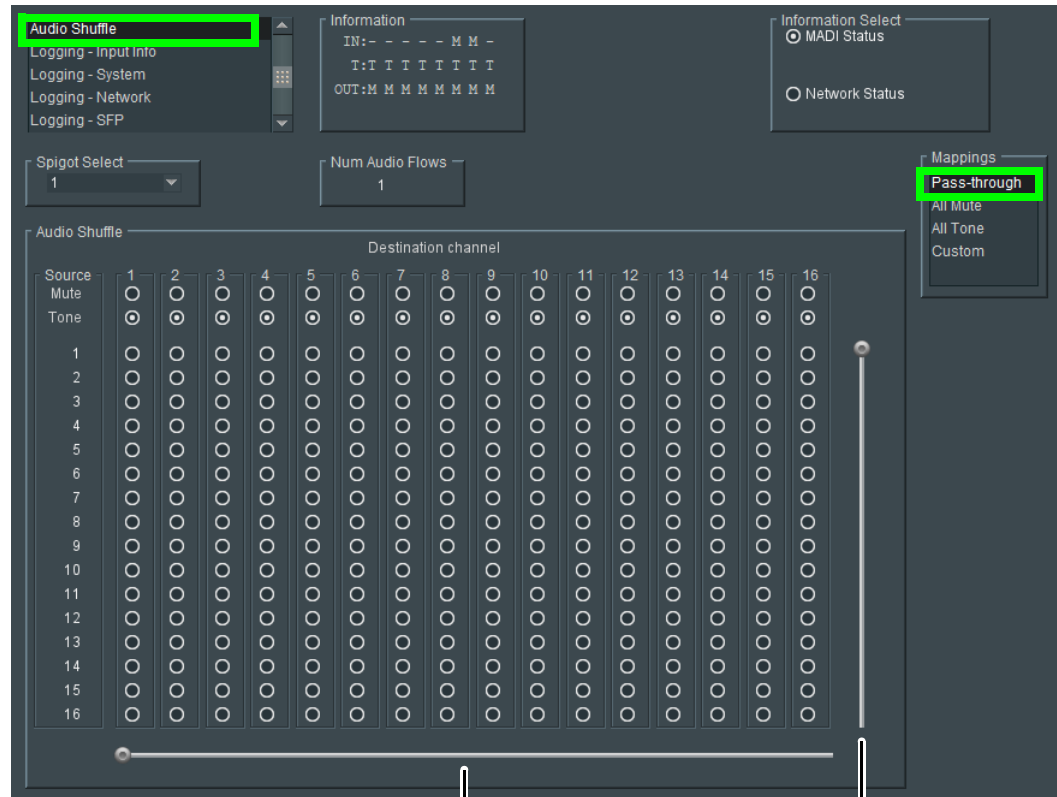 Audio Shuffle
Logging - Input Info
Logging - System
Logging - Network
Logging - SFP
Information
IN:- - - - - M M -
T:T T T T T T T T
OUT:M M M M M M M M
Information Select
MADI Status
Network Status
Spigot Select
1
Num Audio Flows
1
Mappings
Pass-through
All Mute
All Tone
Custom
Audio Shuffle
Destination channel
Source 1 2 3 4 5 6 7 8 9 10 11 12 13 14 15 16
Mute
Tone
1
2
3
4
5
6
7
8
9
10
11
12
13
14
15
16